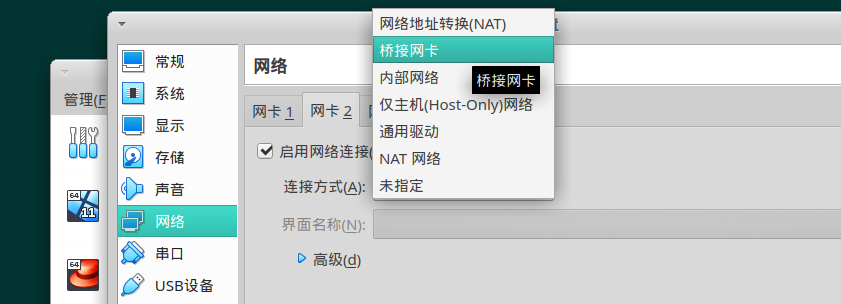 网络地址转换(NAT)
桥接网卡
内部网络
仅主机(Host-Only)网络
通用驱动
NAT 网络
未指定
桥接网卡
常规
系统
显示
存储
声音
网络
串口
USB设备
网络
网卡 1
网卡 2
启用网络连接(
连接方式(A):
界面名称(N):
高级(d)
管理(F
64
11
64